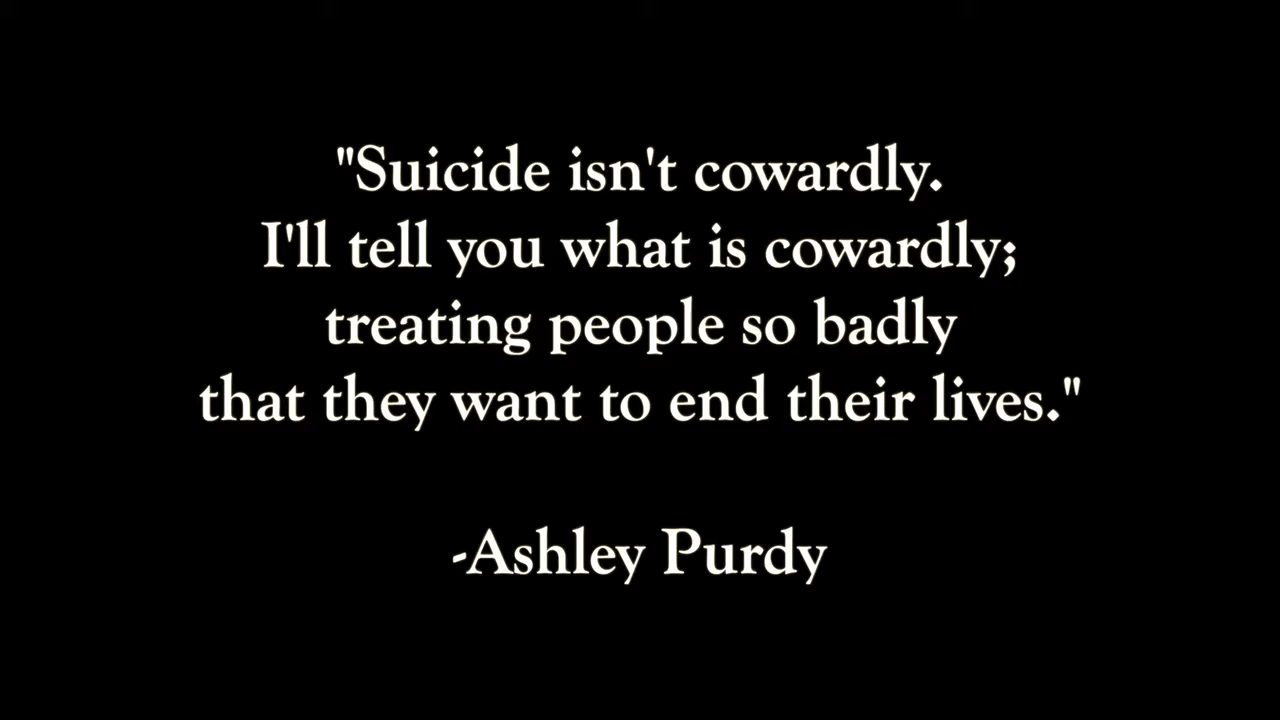 "Suicide isn't cowardly.
I'll tell you what is cowardly;
treating people so badly
that they want to end their lives."
-Ashley Purdy